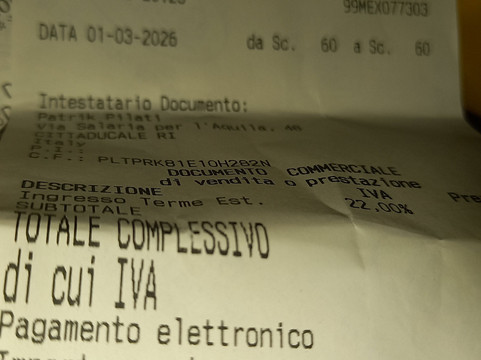 99MEX077303
DATA 01-03-2026 da Sc. 60 a Sc. 60
Intestatario Documento:
Patrik Pilati
Via Salaria per l'Aquila,
CITTADUCALE RI
Italy
P.I.:
C.F.: PLTPRK81E10H282N
DOCUMENTO COMMERCIALE
di vendita o prestazione
DESCRIZIONE IVA Pre
Ingresso Terme Est. 22,00%
SUBTOTALE
TOTALE COMPLESSIVO
di cui IVA
Pagamento elettronico